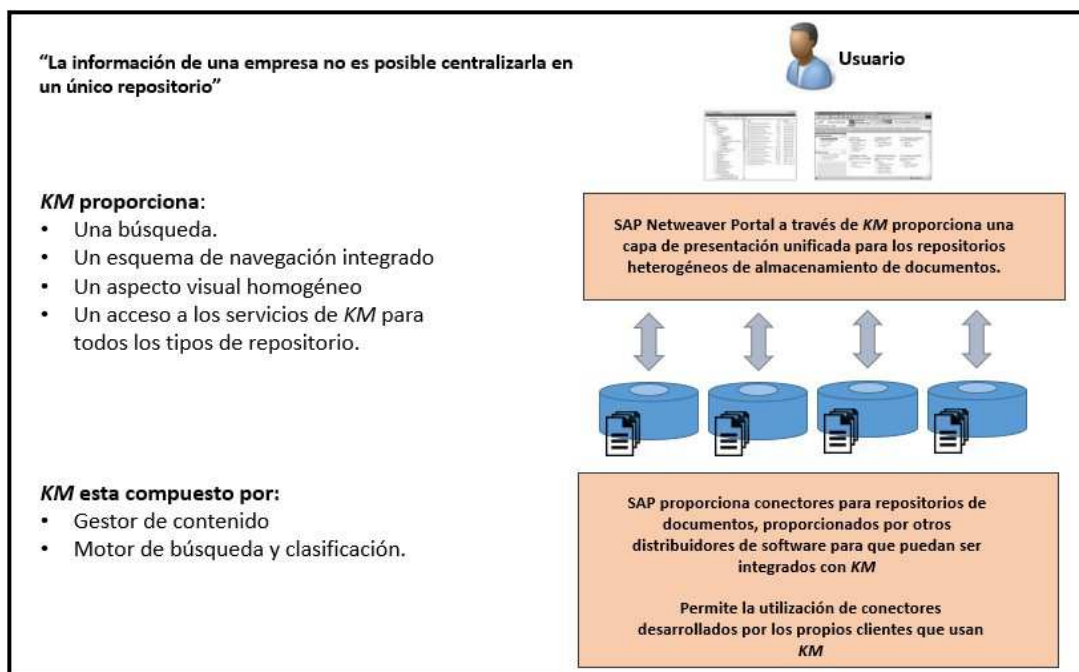 “La información de una empresa no es posible centralizarla en
un único repositorio”
KM proporciona:
• Una búsqueda.
• Un esquema de navegación integrado
• Un aspecto visual homogéneo
• Un acceso a los servicios de KM para
todos los tipos de repositorio.
KM esta compuesto por:
• Gestor de contenido
• Motor de búsqueda y clasificación.
Usuario
SAP Netweaver Portal a través de KM proporciona una
capa de presentación unificada para los repositorios
heterogéneos de almacenamiento de documentos.
SAP proporciona conectores para repositorios de
documentos, proporcionados por otros
distribuidores de software para que puedan ser
integrados con KM
Permite la utilización de conectores
desarrollados por los propios clientes que usan
KM